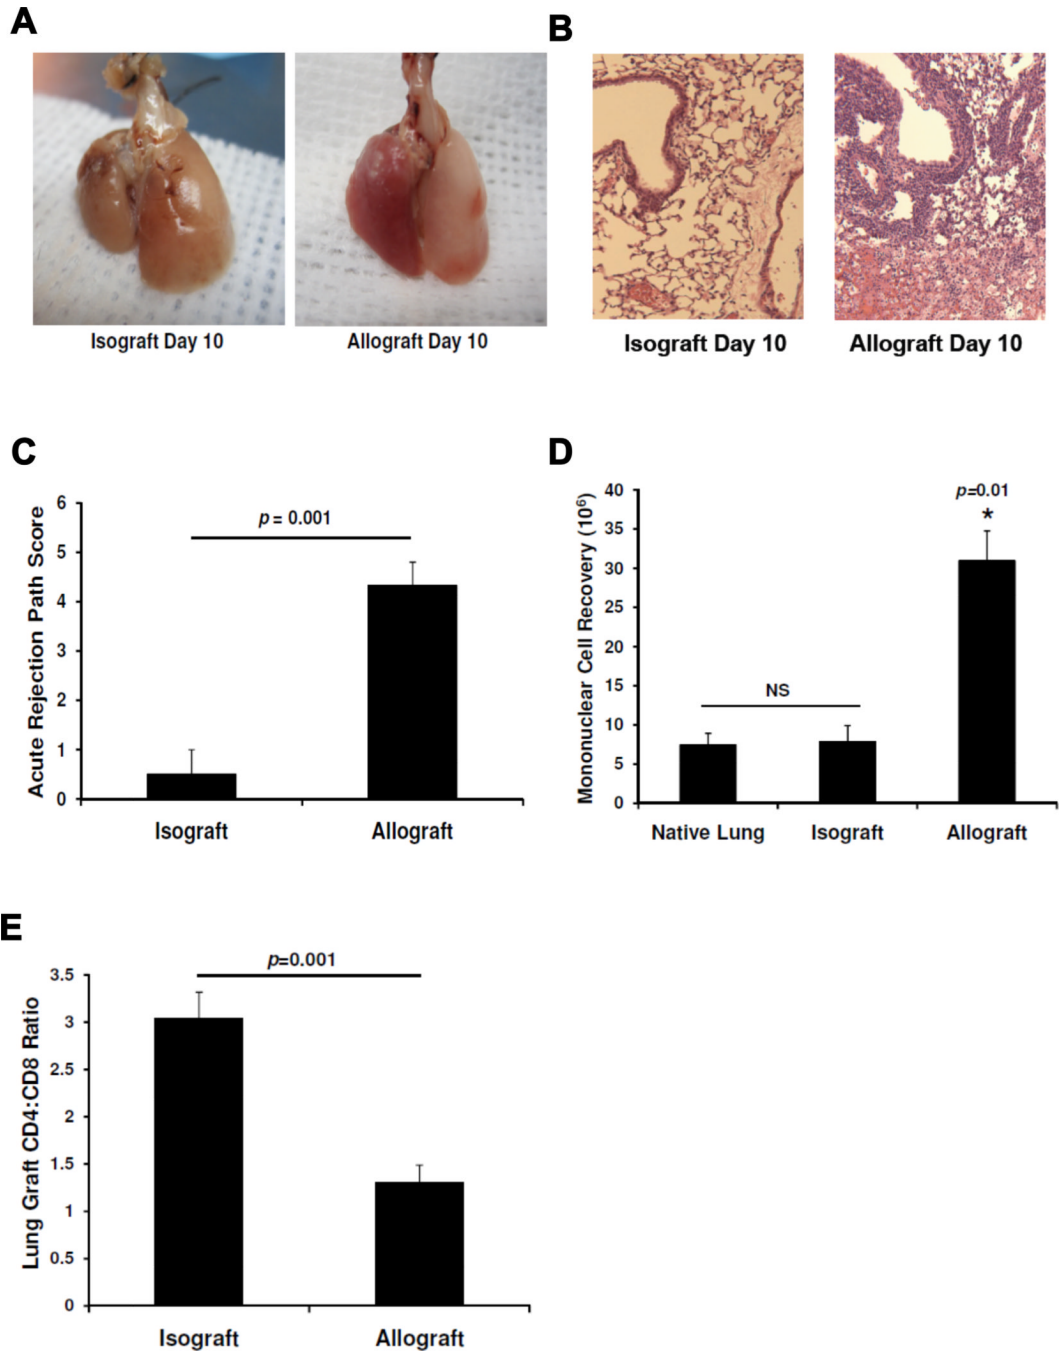 A
B
Isograft Day 10
Allograft Day 10
Isograft Day 10
Allograft Day 10
C
Acute Rejection Path Score
6
5
4
3
2
1
0
p = 0.001
Isograft
Allograft
D
Mononuclear Cell Recovery (10⁶)
40
35
30
25
20
15
10
5
0
p=0.01
*
NS
Native Lung
Isograft
Allograft
E
Lung Graft CD4:CD8 Ratio
3.5
3
2.5
2
1.5
1
0.5
0
p=0.001
Isograft
Allograft